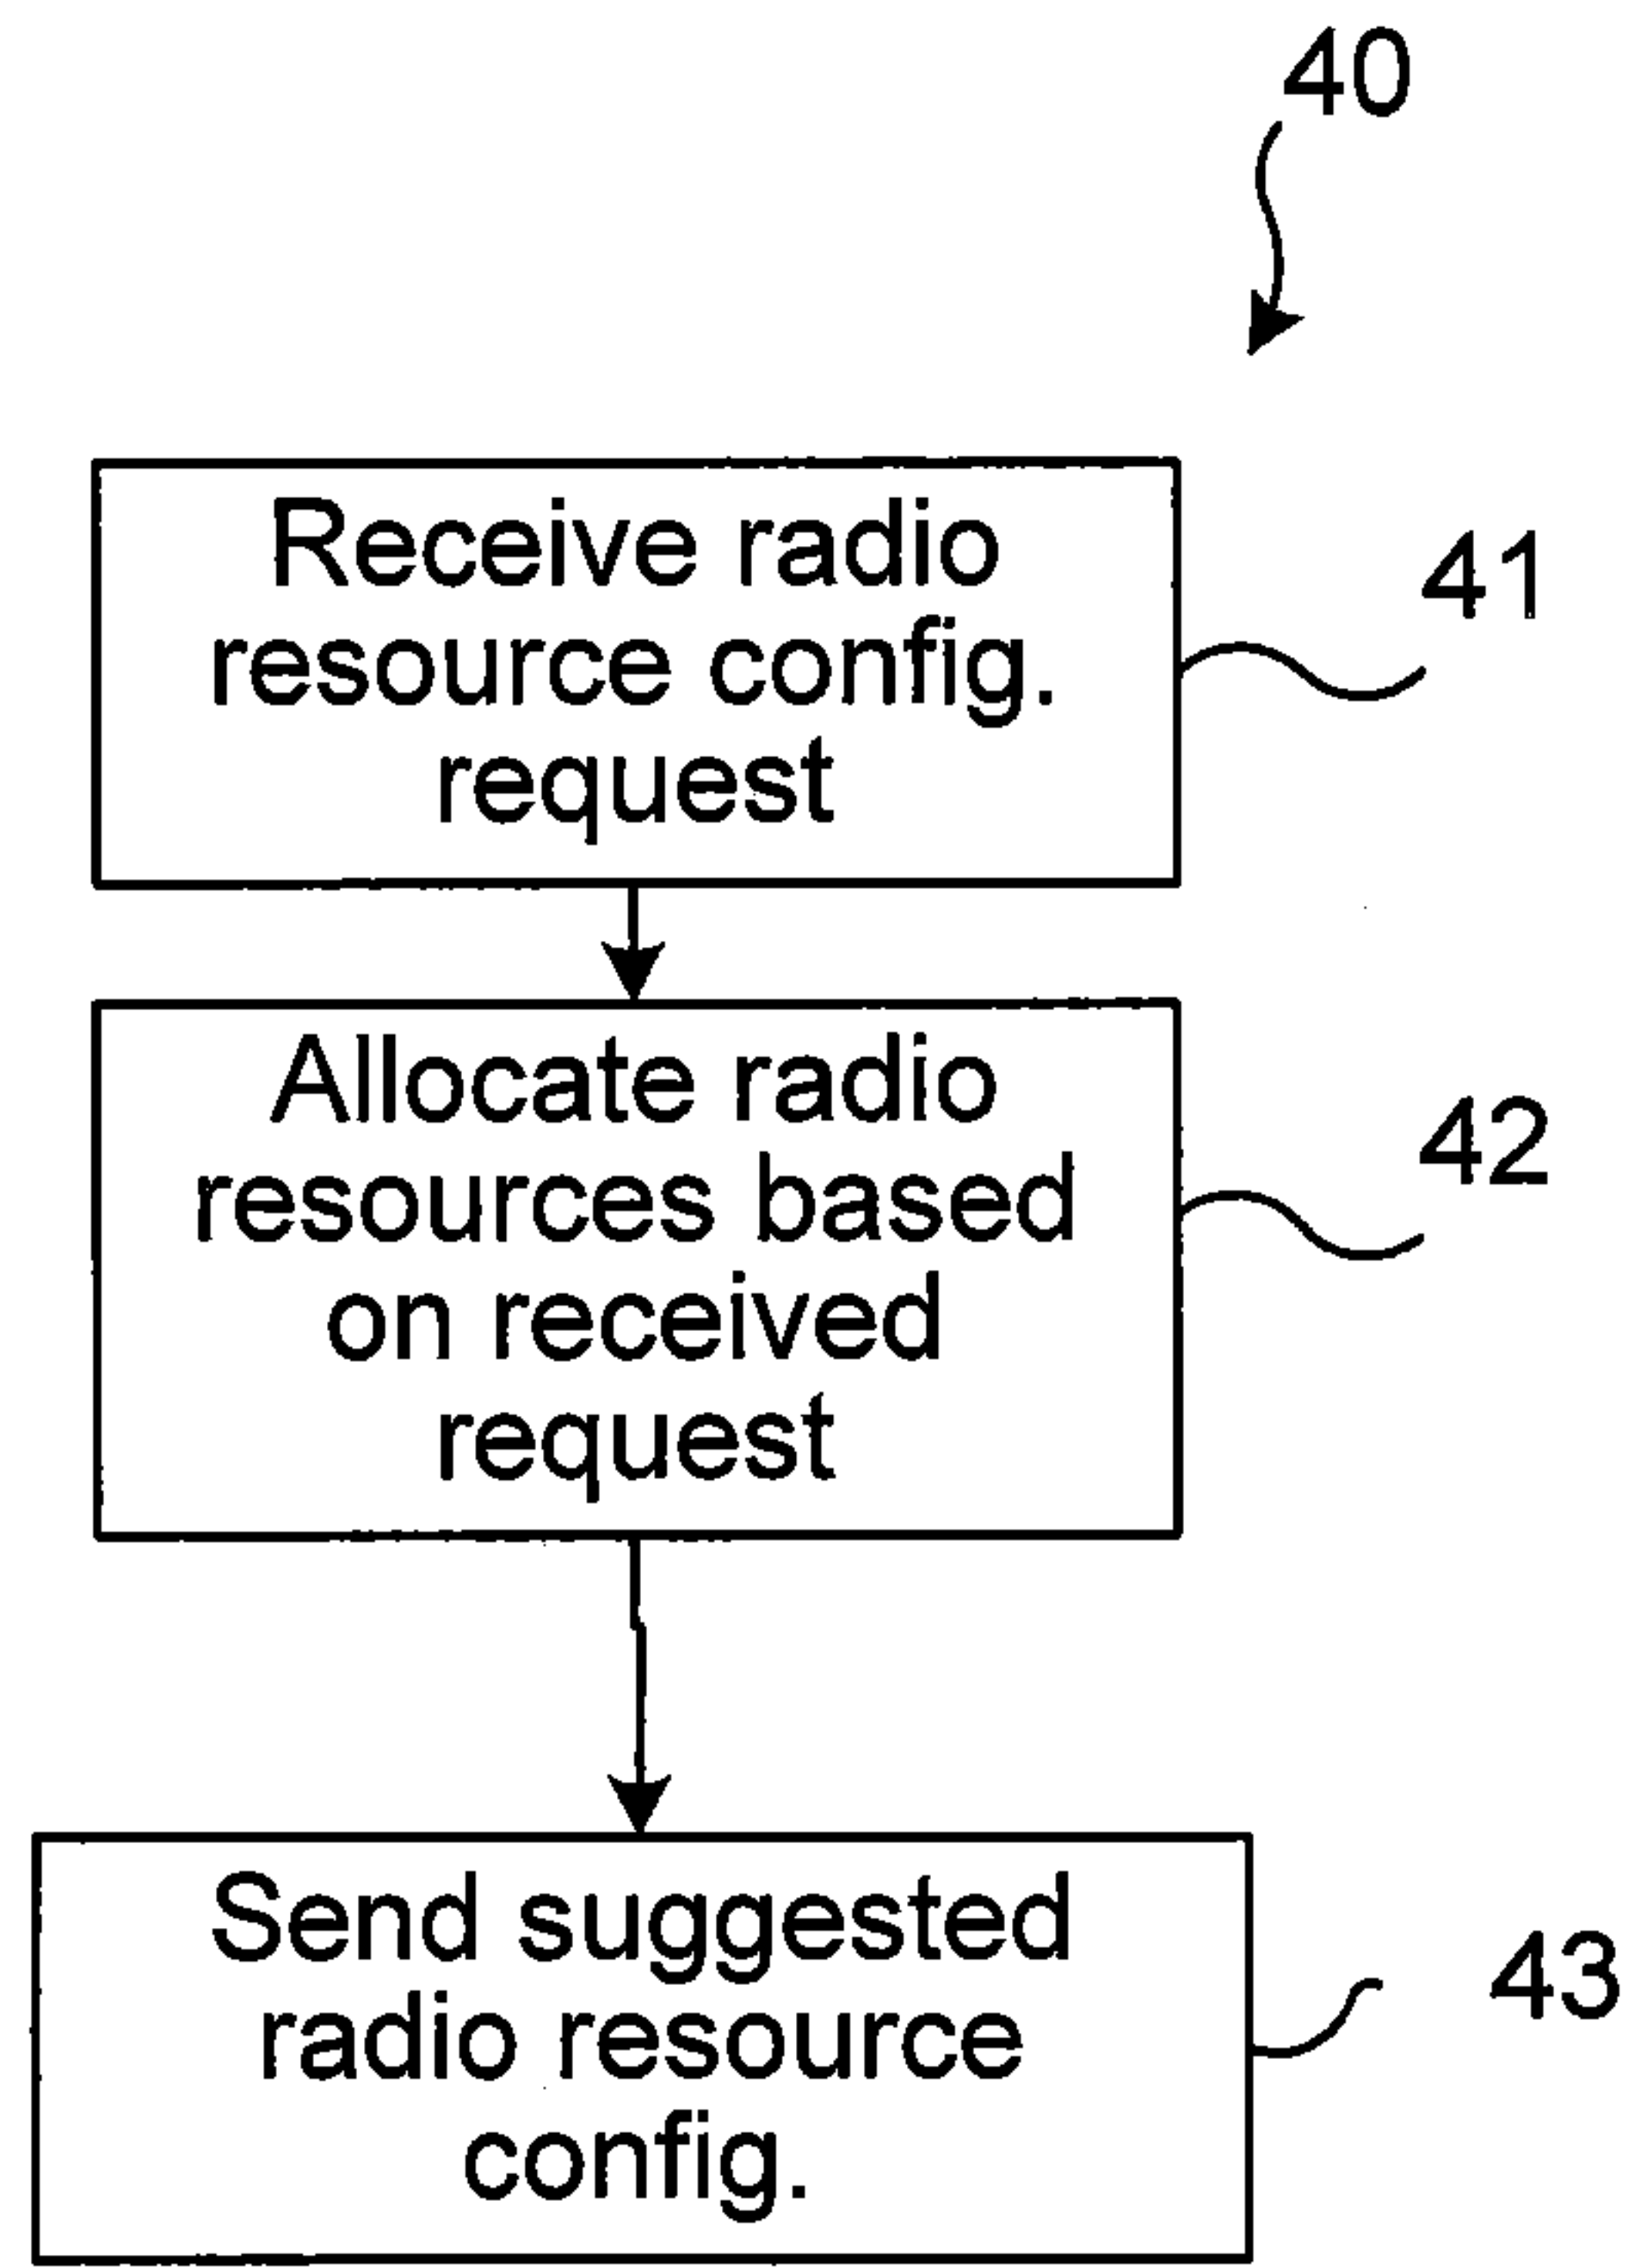 40
Receive radio
resource config.
request
41
Allocate radio
resources based
on received
request
42
Send suggested
radio resource
config.
43